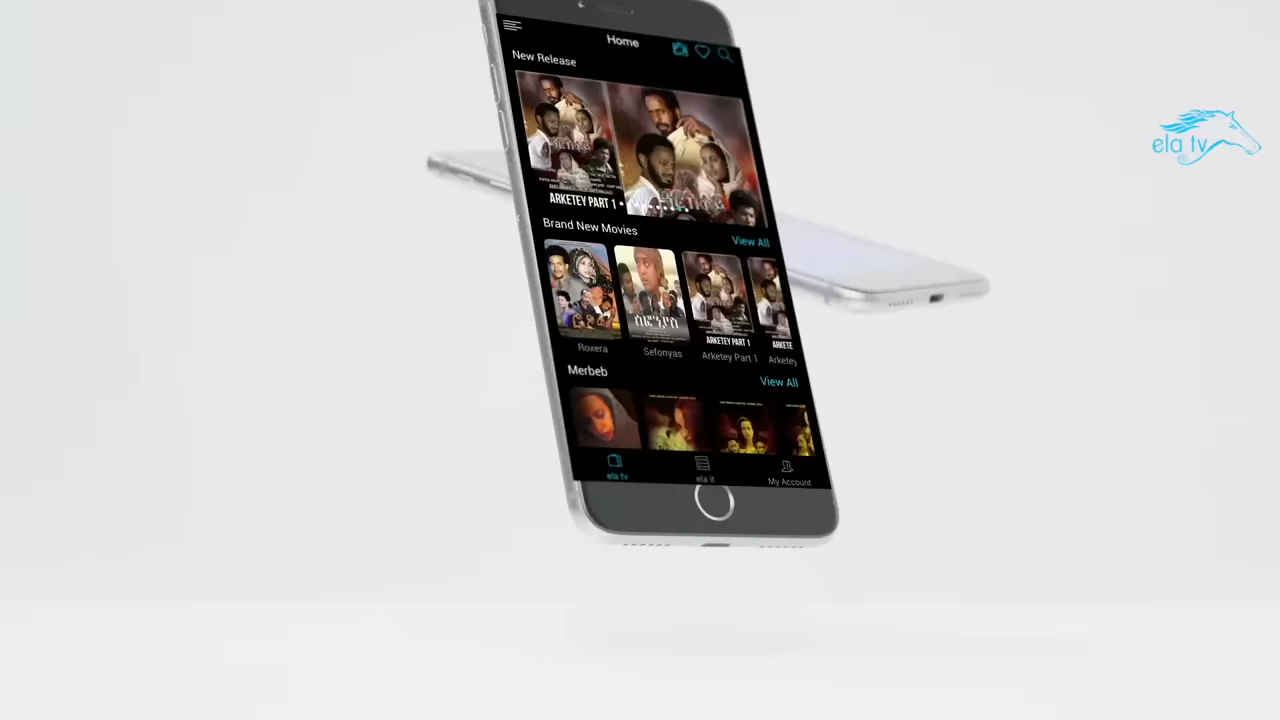 Home
New Release
ela tv
ARKETEY PART 1
Brand New Movies
View All
ሰፎንያስ
ARKETEY PART 1
ARKETE
Roxera
Sefonyas
Arketey Part 1
Arketey
Merbeb
View All
ela tv
ela it
My Account